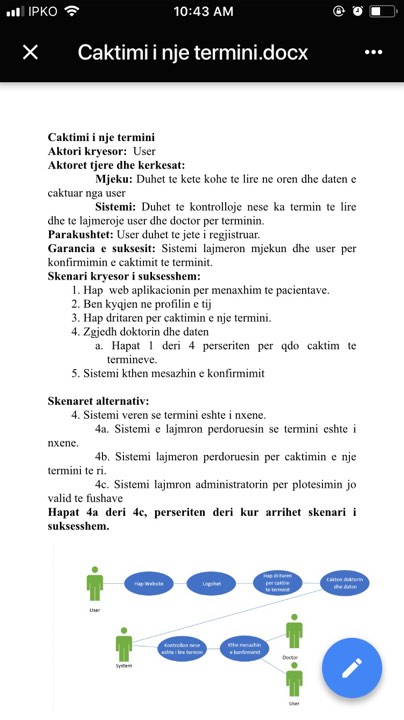 IPKO
10:43 AM
Caktimi i nje termini.docx
Caktimi i nje termini
Aktori kryesor: User
Aktoret tjere dhe kerkesat:
Mjeku: Duhet te kete kohe te lire ne oren dhe daten e
caktuar nga user
Sistemi: Duhet te kontrolloje nese ka termin te lire
dhe te lajmeroje user dhe doctor per terminin.
Parakushtet: User duhet te jete i regjistruar.
Garancia e suksesit: Sistemi lajmeron mjekun dhe user per
konfirmimin e caktimit te terminit.
Skenari kryesor i suksesshem:
1. Hap web aplikacionin per menaxhim te pacientave.
2. Ben kyqjen ne profilin e tij
3. Hap dritaren per caktimin e nje termini.
4. Zgjedh doktorin dhe daten
a. Hapat 1 deri 4 perseriten per qdo caktim te
termineve.
5. Sistemi kthen mesazhin e konfirmimit
Skenaret alternativ:
4. Sistemi veren se termini eshte i nxene.
4a. Sistemi e lajmron perdoruesin se termini eshte i
nxene.
4b. Sistemi lajmeron perdoruesin per caktimin e nje
termini te ri.
4c. Sistemi lajmron administratorin per plotesimin jo
valid te fushave
Hapat 4a deri 4c, perseriten deri kur arrihet skenari i
suksesshem.
Hap Website
Logohet
Hap dritaren
per caktim
te terminit
Cakton doktorin
dhe daten
User
Kontrollon nese
eshte i lire termini
Kthe mesazhin
e konfirmimit
System
Doctor
User